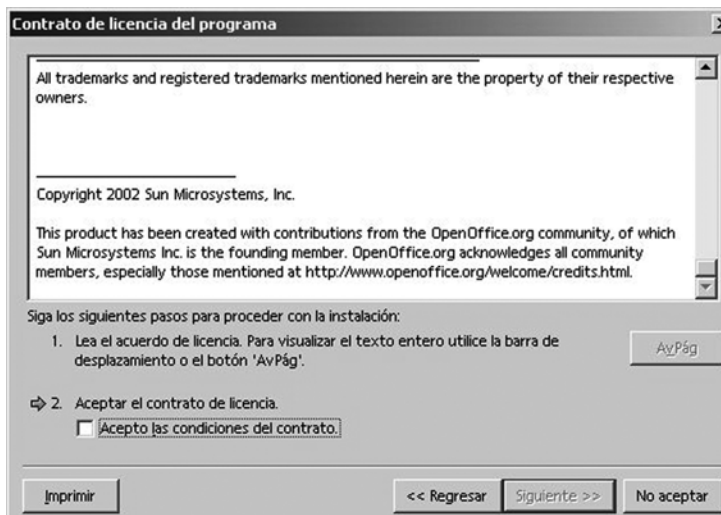 Contrato de licencia del programa
All trademarks and registered trademarks mentioned herein are the property of their respective
owners.
Copyright 2002 Sun Microsystems, Inc.
This product has been created with contributions from the OpenOffice.org community, of which
Sun Microsystems Inc. is the founding member. OpenOffice.org acknowledges all community
members, especially those mentioned at http://www.openoffice.org/welcome/credits.html.
Siga los siguientes pasos para proceder con la instalación:
1. Lea el acuerdo de licencia. Para visualizar el texto entero utilice la barra de
desplazamiento o el botón 'AvPág'.
AvPág
2. Aceptar el contrato de licencia.
Acepto las condiciones del contrato.
Imprimir
<< Regresar
Siguiente >>
No aceptar